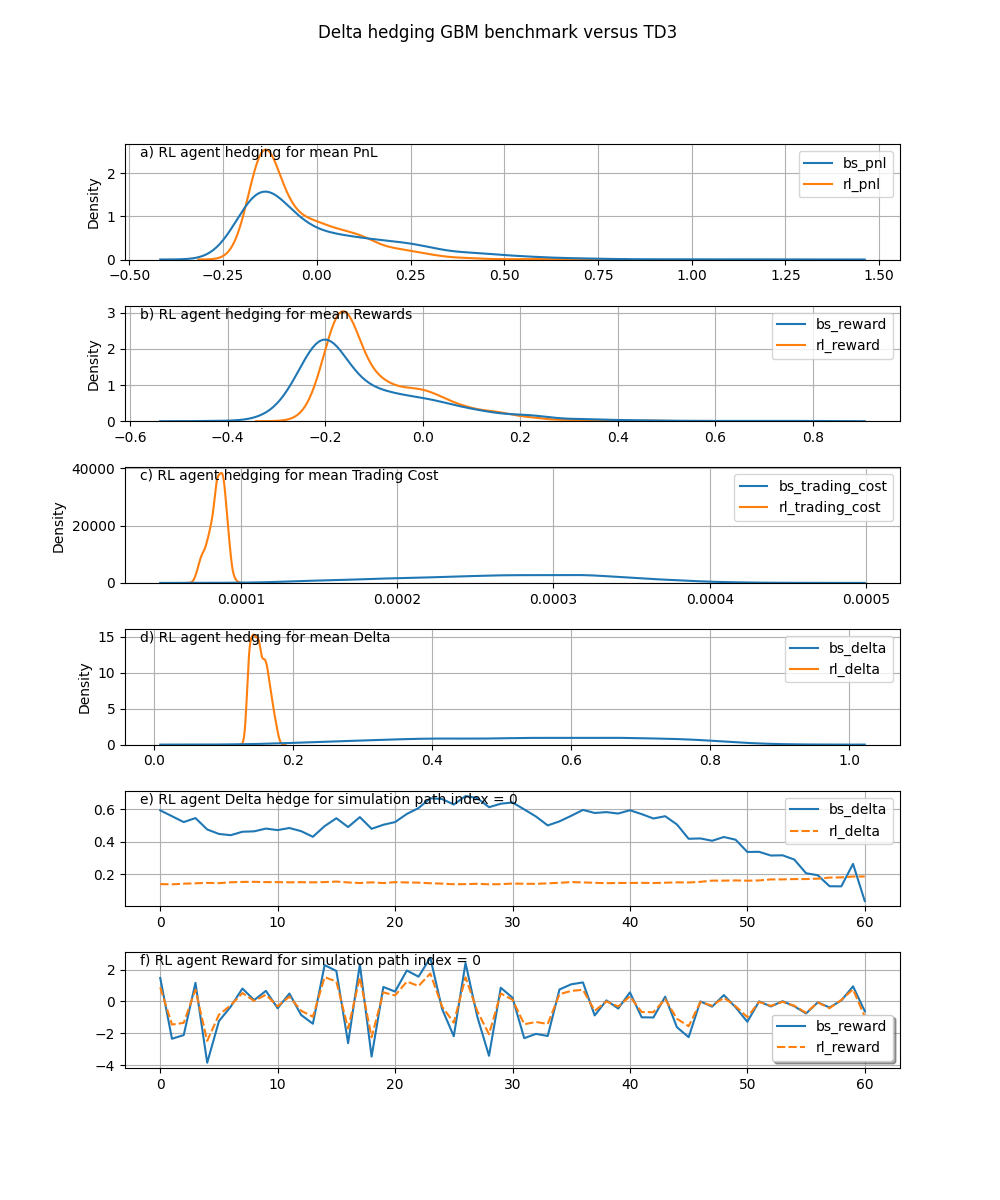 Delta hedging GBM benchmark versus TD3
a) RL agent hedging for mean PnL
bs_pnl
rl_pnl
Density
2
1
0
−0.50 −0.25 0.00 0.25 0.50 0.75 1.00 1.25 1.50
b) RL agent hedging for mean Rewards
bs_reward
rl_reward
Density
3
2
1
0
−0.6 −0.4 −0.2 0.0 0.2 0.4 0.6 0.8
c) RL agent hedging for mean Trading Cost
bs_trading_cost
rl_trading_cost
Density
40000
20000
0
0.0001 0.0002 0.0003 0.0004 0.0005
d) RL agent hedging for mean Delta
bs_delta
rl_delta
Density
15
10
5
0
0.0 0.2 0.4 0.6 0.8 1.0
e) RL agent Delta hedge for simulation path index = 0
bs_delta
rl_delta
0.6
0.4
0.2
0 10 20 30 40 50 60
f) RL agent Reward for simulation path index = 0
2
0
−2
−4
bs_reward
rl_reward
0 10 20 30 40 50 60